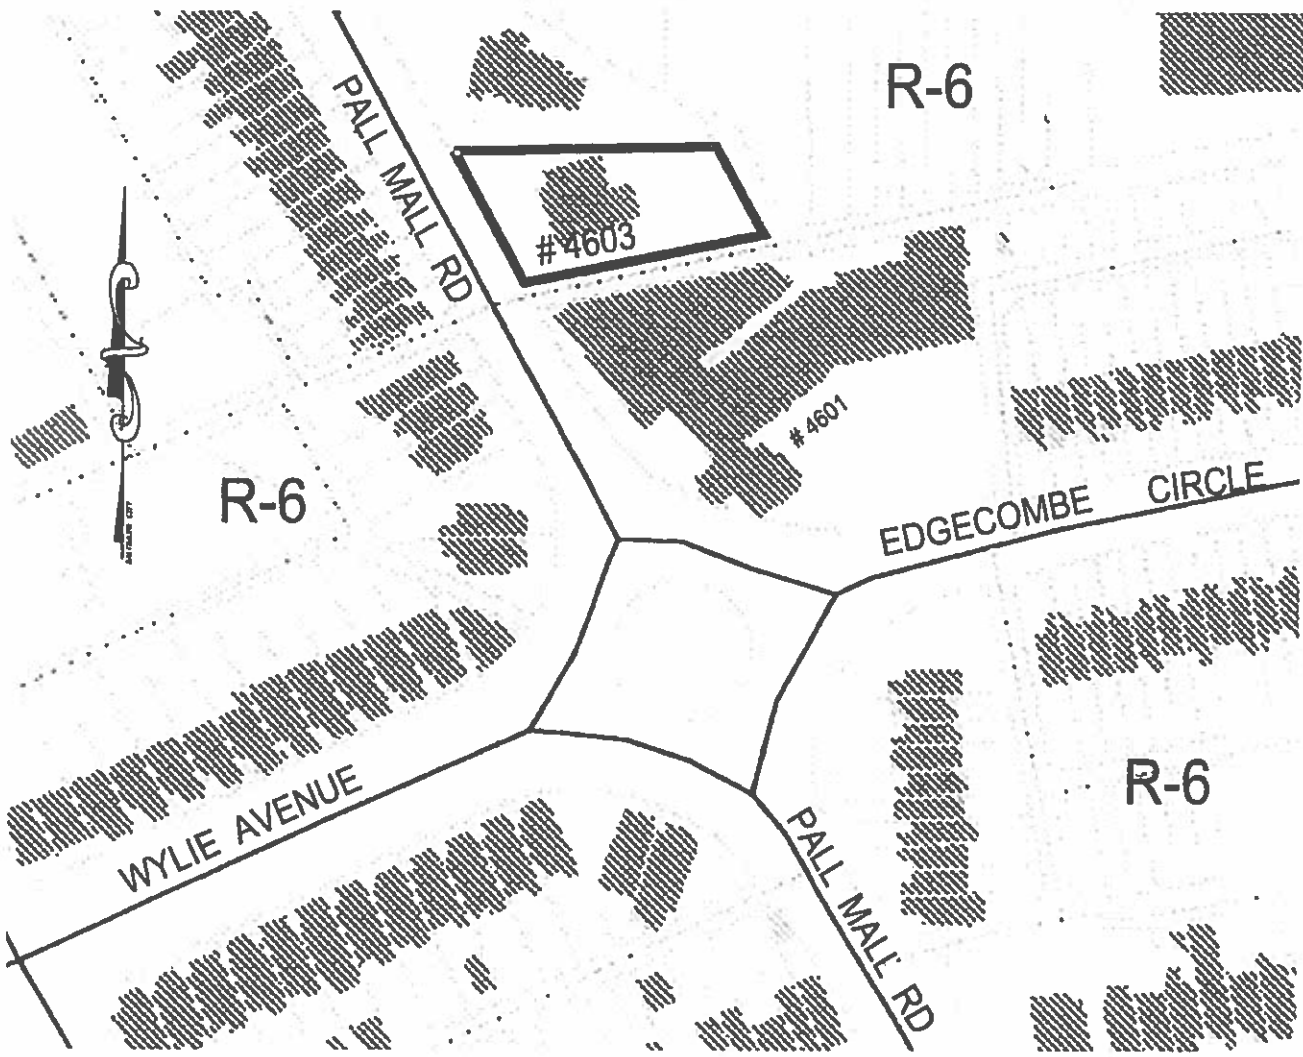 R-6
PALL MALL RD
# 4603
# 4601
R-6
EDGECOMBE CIRCLE
WYLIE AVENUE
R-6
PALL MALL RD